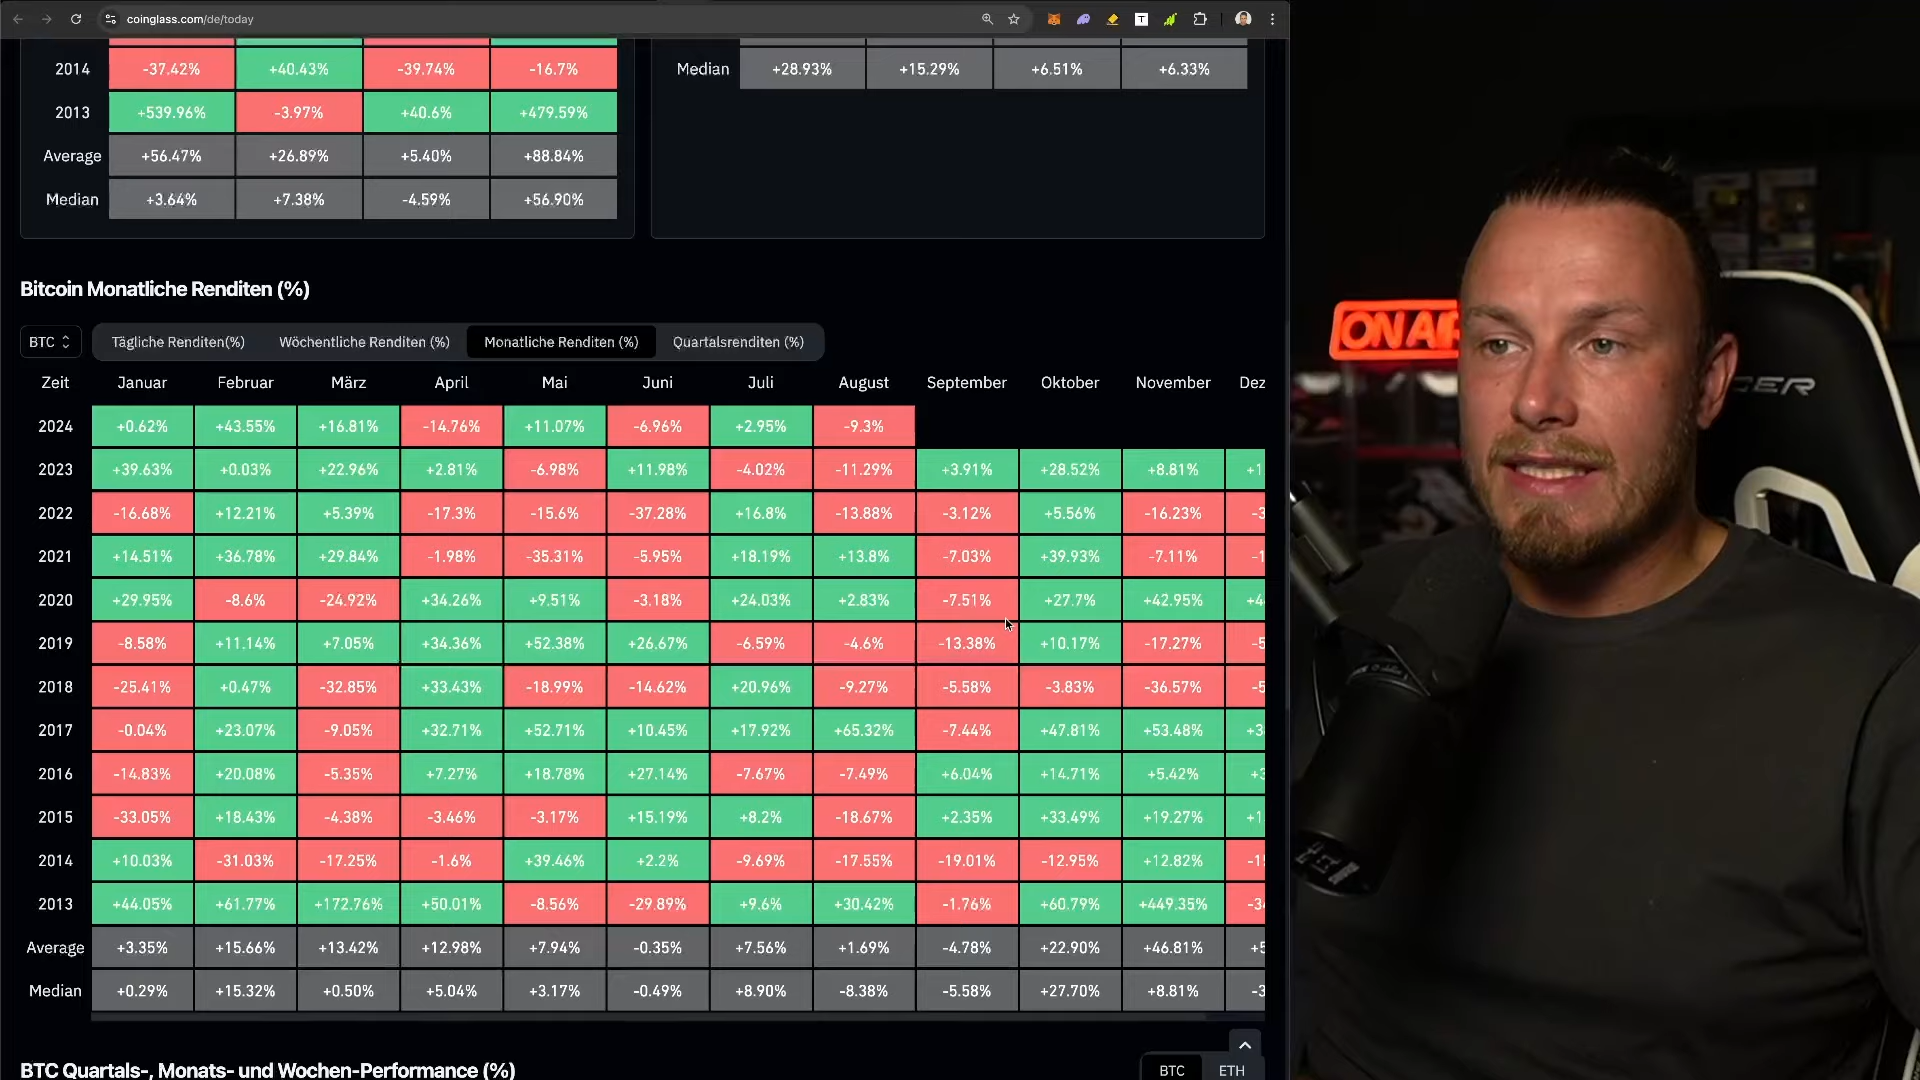 coinglass.com/de/today
2014 -37.42% +40.43% -39.74% -16.7%
2013 +539.96% -3.97% +40.6% +479.59%
Average +56.47% +26.89% +5.40% +88.84%
Median +3.64% +7.38% -4.59% +56.90%
Median +28.93% +15.29% +6.51% +6.33%
Bitcoin Monatliche Renditen (%)
BTC Tägliche Renditen(%) Wöchentliche Renditen (%) Monatliche Renditen (%) Quartalsrenditen (%)
Zeit Januar Februar März April Mai Juni Juli August September Oktober November Dez
2024 +0.62% +43.55% +16.81% -14.76% +11.07% -6.96% +2.95% -9.3%
2023 +39.63% +0.03% +22.96% +2.81% -6.98% +11.98% -4.02% -11.29% +3.91% +28.52% +8.81% +1
2022 -16.68% +12.21% +5.39% -17.3% -15.6% -37.28% +16.8% -13.88% -3.12% +5.56% -16.23% -3
2021 +14.51% +36.78% +29.84% -1.98% -35.31% -5.95% +18.19% +13.8% -7.03% +39.93% -7.11% -1
2020 +29.95% -8.6% -24.92% +34.26% +9.51% -3.18% +24.03% +2.83% -7.51% +27.7% +42.95% +4
2019 -8.58% +11.14% +7.05% +34.36% +52.38% +26.67% -6.59% -4.6% -13.38% +10.17% -17.27% -5
2018 -25.41% +0.47% -32.85% +33.43% -18.99% -14.62% +20.96% -9.27% -5.58% -3.83% -36.57% -5
2017 -0.04% +23.07% -9.05% +32.71% +52.71% +10.45% +17.92% +65.32% -7.44% +47.81% +53.48% +3
2016 -14.83% +20.08% -5.35% +7.27% +18.78% +27.14% -7.67% -7.49% +6.04% +14.71% +5.42% +3
2015 -33.05% +18.43% -4.38% -3.46% -3.17% +15.19% +8.2% -18.67% +2.35% +33.49% +19.27% +1
2014 +10.03% -31.03% -17.25% -1.6% +39.46% +2.2% -9.69% -17.55% -19.01% -12.95% +12.82% -1
2013 +44.05% +61.77% +172.76% +50.01% -8.56% -29.89% +9.6% +30.42% -1.76% +60.79% +449.35% -3
Average +3.35% +15.66% +13.42% +12.98% +7.94% -0.35% +7.56% +1.69% -4.78% +22.90% +46.81% +5
Median +0.29% +15.32% +0.50% +5.04% +3.17% -0.49% +8.90% -8.38% -5.58% +27.70% +8.81% -3
BTC Quartals-, Monats- und Wochen-Performance (%)
BTC ETH
ON AI
CER